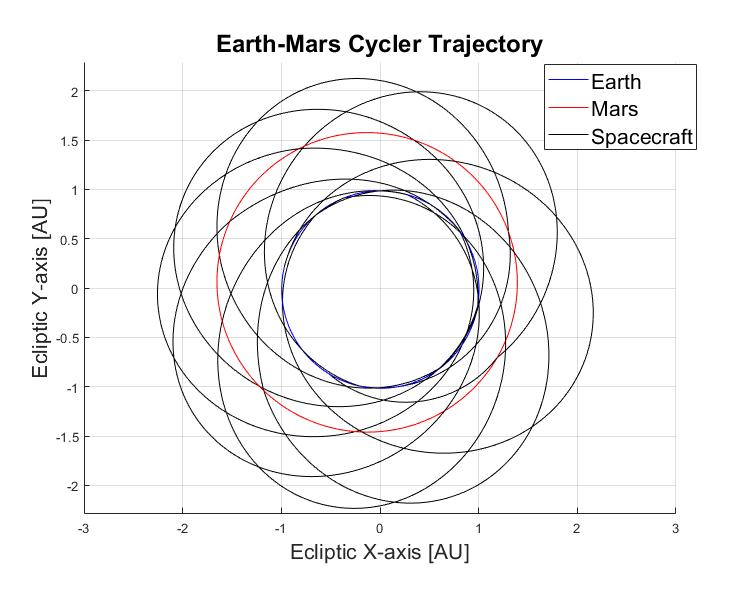 Earth-Mars Cycler Trajectory
Earth
Mars
Spacecraft
2
1.5
1
0.5
0
-0.5
-1
-1.5
-2
Ecliptic Y-axis [AU]
-3 -2 -1 0 1 2 3
Ecliptic X-axis [AU]